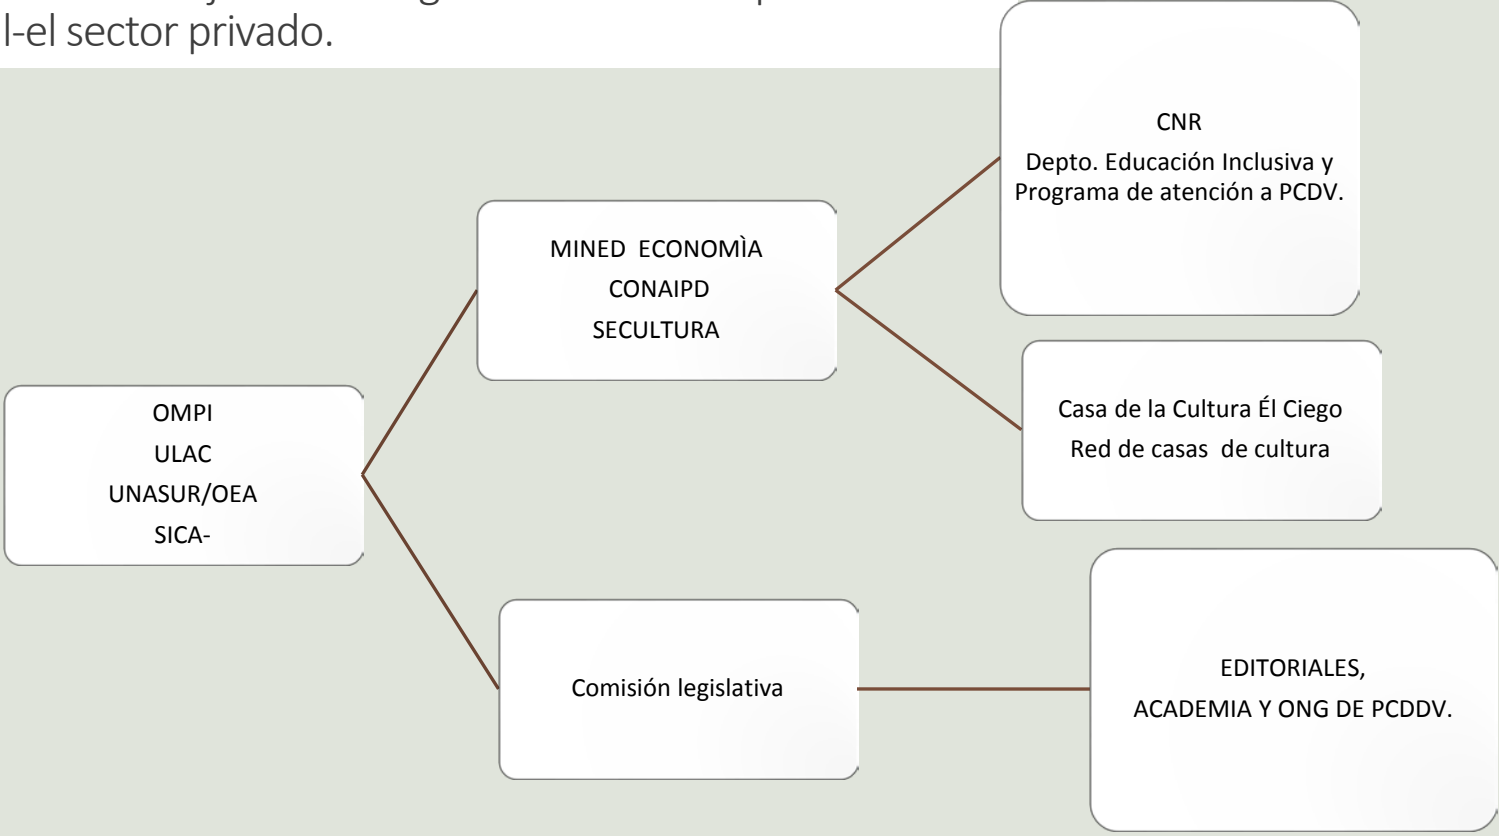 l-el sector privado.
CNR
Depto. Educación Inclusiva y
Programa de atención a PCDV.
MINED  ECONOMÌA
CONAIPD
SECULTURA
Casa de la Cultura Él Ciego
Red de casas  de cultura
OMPI
ULAC
UNASUR/OEA
SICA-
Comisión legislativa
EDITORIALES,
ACADEMIA Y ONG DE PCDDV.